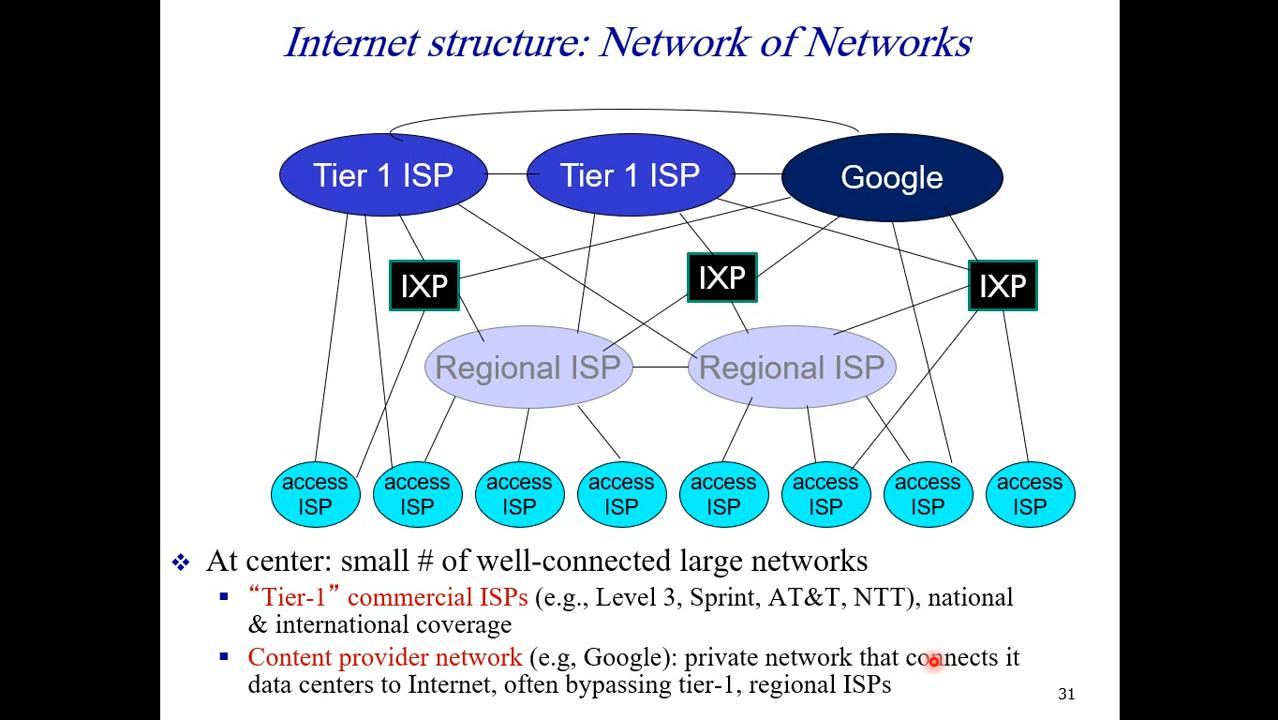 Internet structure: Network of Networks
Tier 1 ISP
Tier 1 ISP
Google
IXP
IXP
IXP
Regional ISP
Regional ISP
access
ISP
access
ISP
access
ISP
access
ISP
access
ISP
access
ISP
access
ISP
access
ISP
❖ At center: small # of well-connected large networks
▪ “Tier-1” commercial ISPs (e.g., Level 3, Sprint, AT&T, NTT), national
& international coverage
▪ Content provider network (e.g, Google): private network that connects it
data centers to Internet, often bypassing tier-1, regional ISPs
31